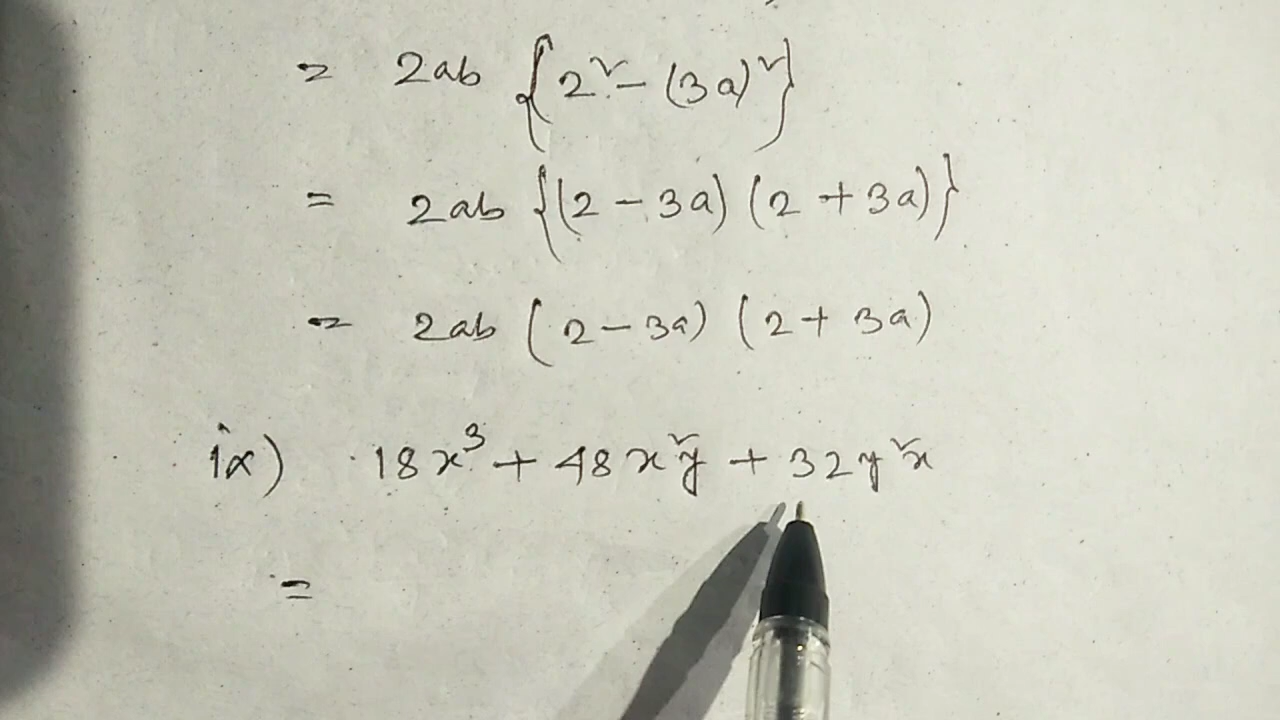 = 2ab {2² - (3a)²}
= 2ab {(2 - 3a) (2 + 3a)}
= 2ab (2 - 3a) (2 + 3a)
ix) 18x³ + 48x²y + 32y²x
=